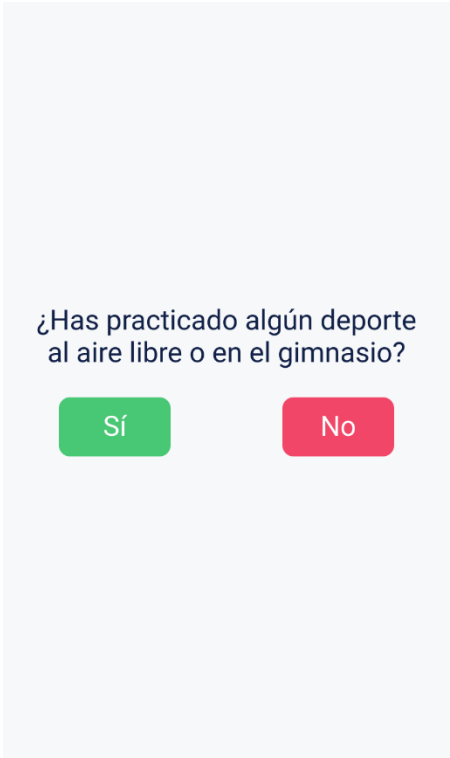 ¿Has practicado algún deporte
al aire libre o en el gimnasio?
Sí
No